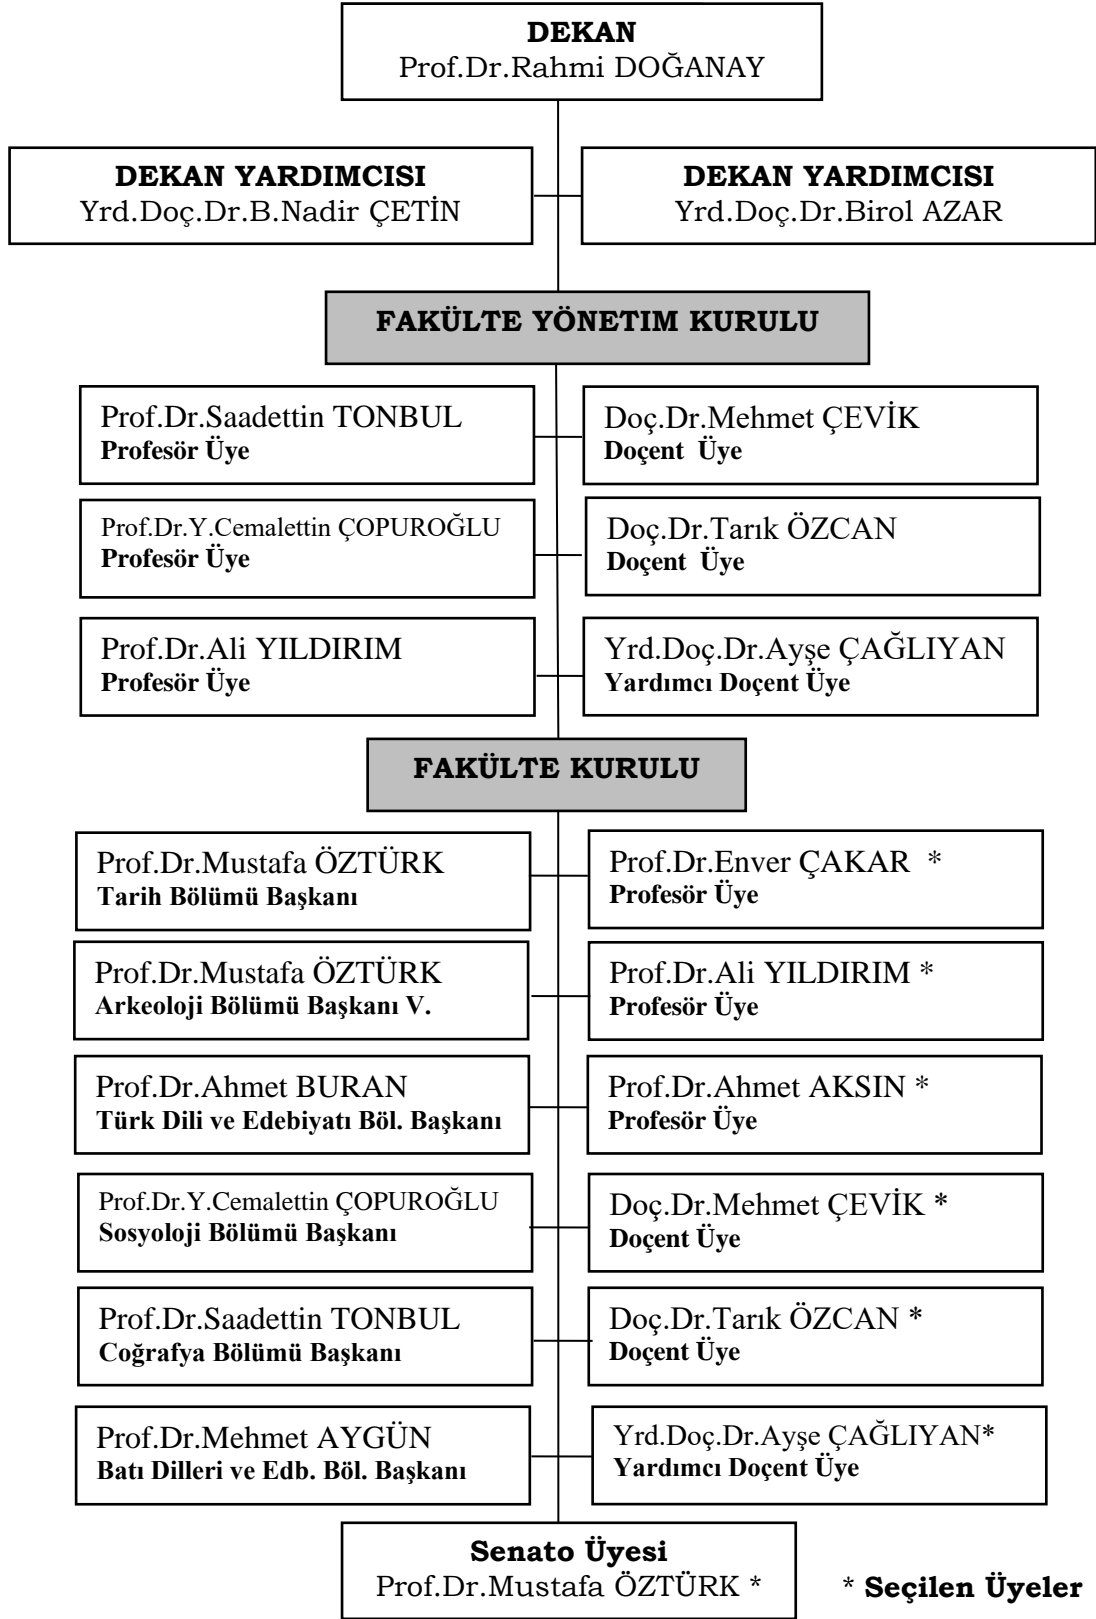 DEKAN
Prof.Dr.Rahmi DOĞANAY
DEKAN YARDIMCISI
Yrd.Doç.Dr.B.Nadir ÇETİN
DEKAN YARDIMCISI
Yrd.Doç.Dr.Birol AZAR
FAKÜLTE YÖNETIM KURULU
Prof.Dr.Saadettin TONBUL
Profesör Üye
Doç.Dr.Mehmet ÇEVİK
Doçent Üye
Prof.Dr.Y.Cemalettin ÇOPUROĞLU
Profesör Üye
Doç.Dr.Tarık ÖZCAN
Doçent Üye
Prof.Dr.Ali YILDIRIM
Profesör Üye
Yrd.Doç.Dr.Ayşe ÇAĞLIYAN
Yardımcı Doçent Üye
FAKÜLTE KURULU
Prof.Dr.Mustafa ÖZTÜRK
Tarih Bölümü Başkanı
Prof.Dr.Enver ÇAKAR *
Profesör Üye
Prof.Dr.Mustafa ÖZTÜRK
Arkeoloji Bölümü Başkanı V.
Prof.Dr.Ali YILDIRIM *
Profesör Üye
Prof.Dr.Ahmet BURAN
Türk Dili ve Edebiyatı Böl. Başkanı
Prof.Dr.Ahmet AKSIN *
Profesör Üye
Prof.Dr.Y.Cemalettin ÇOPUROĞLU
Sosyoloji Bölümü Başkanı
Doç.Dr.Mehmet ÇEVİK *
Doçent Üye
Prof.Dr.Saadettin TONBUL
Coğrafya Bölümü Başkanı
Doç.Dr.Tarık ÖZCAN *
Doçent Üye
Prof.Dr.Mehmet AYGÜN
Batı Dilleri ve Edb. Böl. Başkanı
Yrd.Doç.Dr.Ayşe ÇAĞLIYAN*
Yardımcı Doçent Üye
Senato Üyesi
Prof.Dr.Mustafa ÖZTÜRK *
* Seçilen Üyeler